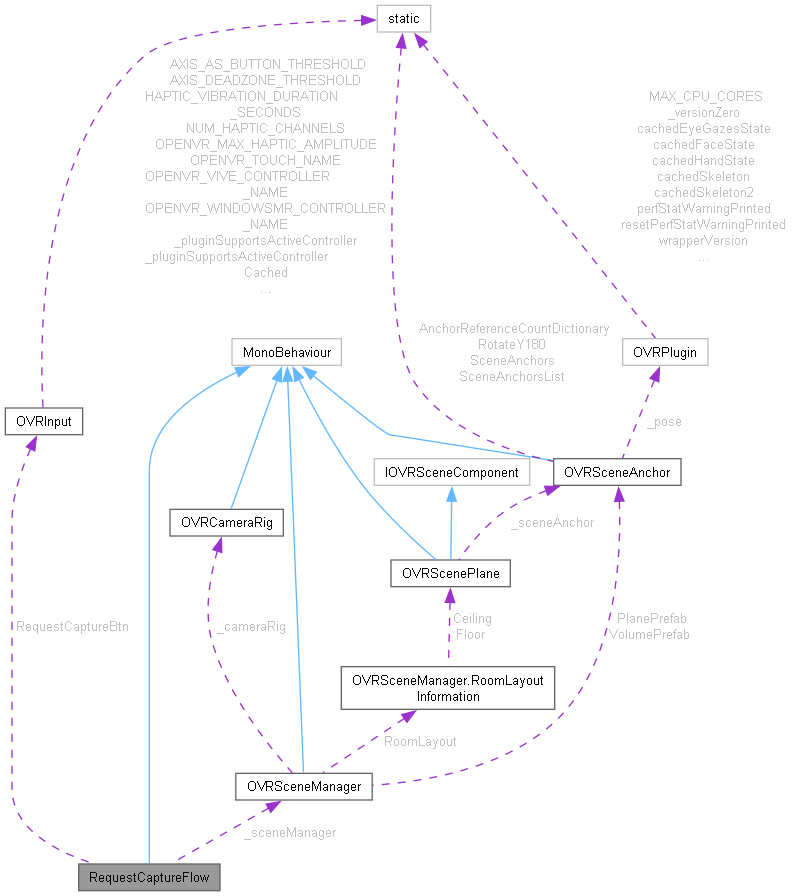 static
AXIS_AS_BUTTON_THRESHOLD
AXIS_DEADZONE_THRESHOLD
HAPTIC_VIBRATION_DURATION
_SECONDS
NUM_HAPTIC_CHANNELS
OPENVR_MAX_HAPTIC_AMPLITUDE
OPENVR_TOUCH_NAME
OPENVR_VIVE_CONTROLLER
_NAME
OPENVR_WINDOWSMR_CONTROLLER
_NAME
_pluginSupportsActiveController
_pluginSupportsActiveController
Cached
...
MAX_CPU_CORES
_versionZero
cachedEyeGazesState
cachedFaceState
cachedHandState
cachedSkeleton
cachedSkeleton2
perfStatWarningPrinted
resetPerfStatWarningPrinted
wrapperVersion
...
AnchorReferenceCountDictionary
RotateY180
SceneAnchors
SceneAnchorsList
MonoBehaviour
OVRPlugin
OVRInput
_pose
IOVRSceneComponent
OVRSceneAnchor
OVRCameraRig
_sceneAnchor
OVRScenePlane
RequestCaptureBtn
_cameraRig
Ceiling
Floor
PlanePrefab
VolumePrefab
OVRSceneManager.RoomLayout
Information
RoomLayout
OVRSceneManager
_sceneManager
RequestCaptureFlow